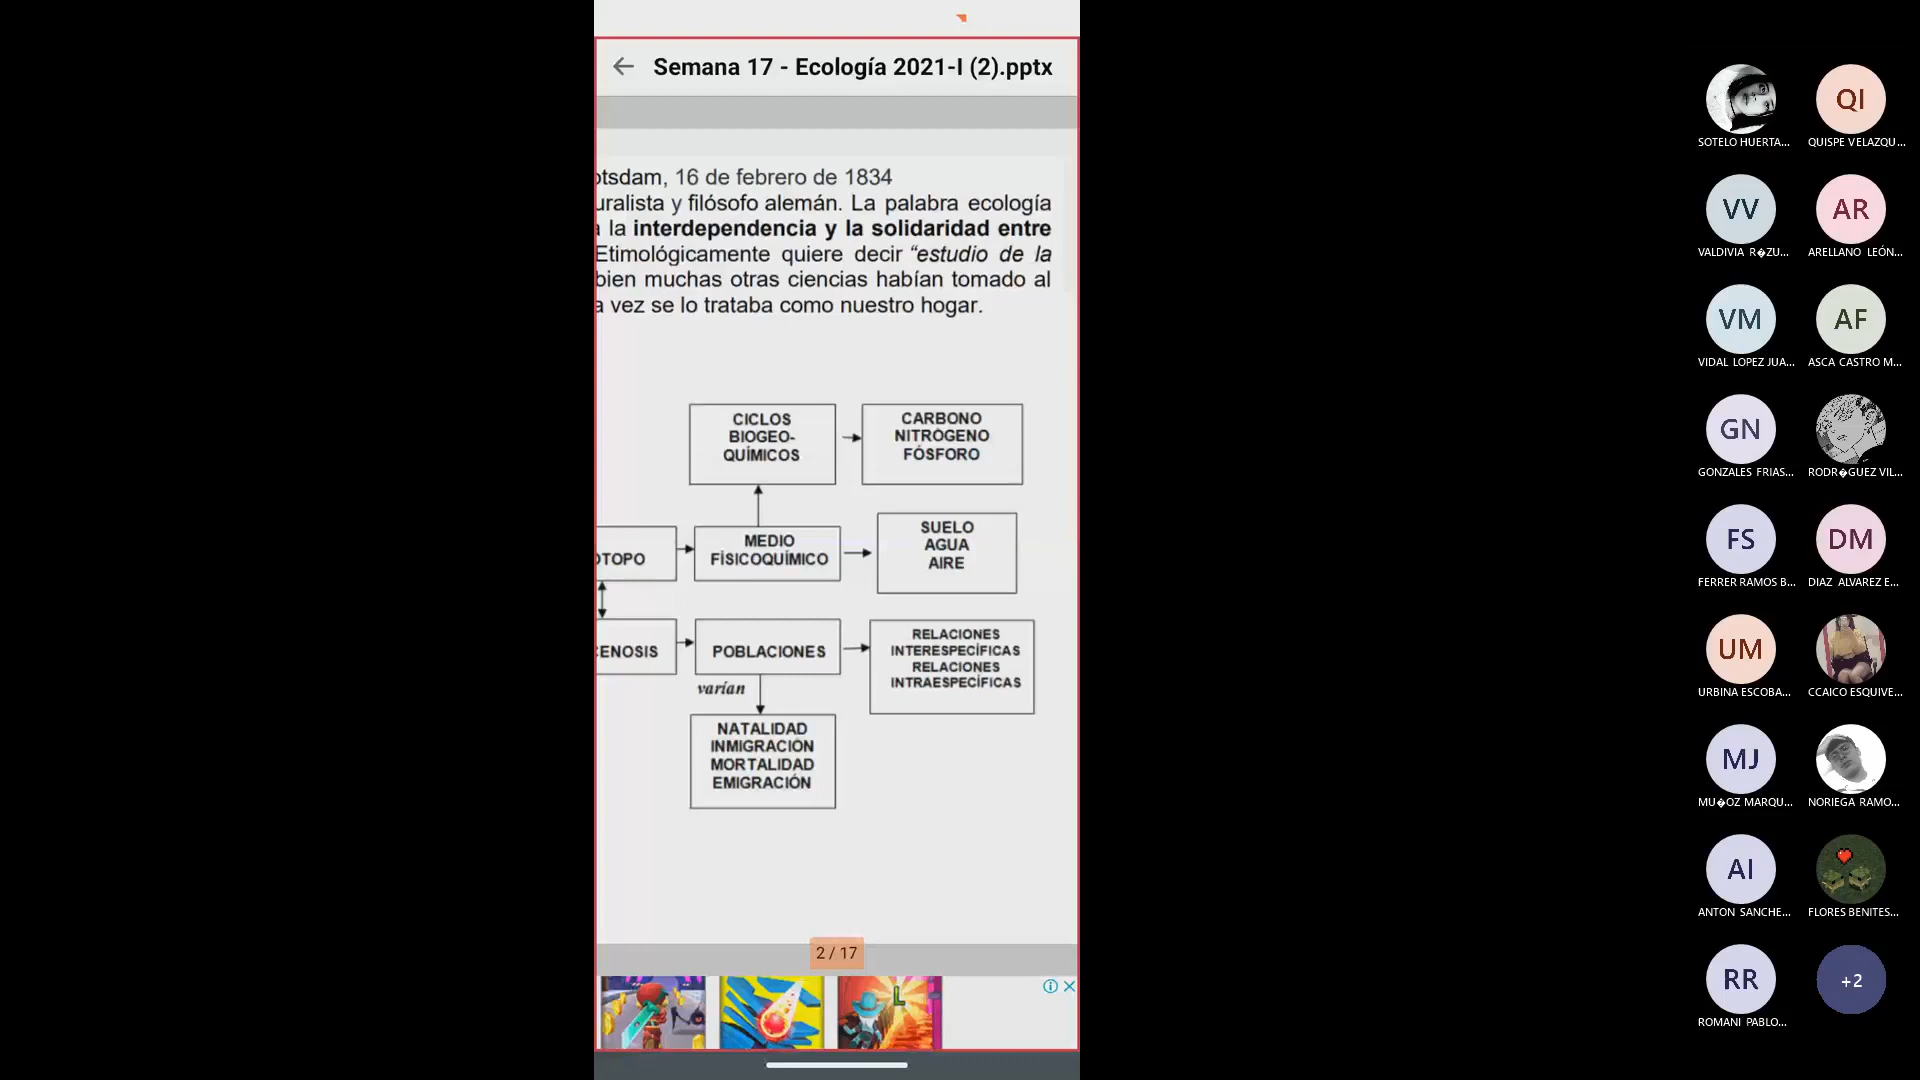 Semana 17 - Ecología 2021-I (2).pptx
otsdam, 16 de febrero de 1834
uralista y filósofo alemán. La palabra ecología
a la interdependencia y la solidaridad entre
Etimológicamente quiere decir “estudio de la
bien muchas otras ciencias habían tomado al
a vez se lo trataba como nuestro hogar.
CICLOS
BIOGEO-
QUÍMICOS
CARBONO
NITRÓGENO
FÓSFORO
OTOPO
MEDIO
FÍSICOQUÍMICO
SUELO
AGUA
AIRE
CENOSIS
POBLACIONES
RELACIONES
INTERESPECÍFICAS
RELACIONES
INTRAESPECÍFICAS
varían
NATALIDAD
INMIGRACIÓN
MORTALIDAD
EMIGRACIÓN
2 / 17
L
SOTELO HUERTA...
QI
QUISPE VELAZQU...
VV
VALDIVIA R�ZU...
AR
ARELLANO LEÓN...
VM
VIDAL LOPEZ JUA...
AF
ASCA CASTRO M...
GN
GONZALES FRIAS...
RODR�GUEZ VIL...
FS
FERRER RAMOS B...
DM
DIAZ ALVAREZ E...
UM
URBINA ESCOBA...
CCAICO ESQUIVE...
MJ
MU�OZ MARQU...
NORIEGA RAMO...
AI
ANTON SANCHE...
FLORES BENITES...
RR
ROMANI PABLO...
+2